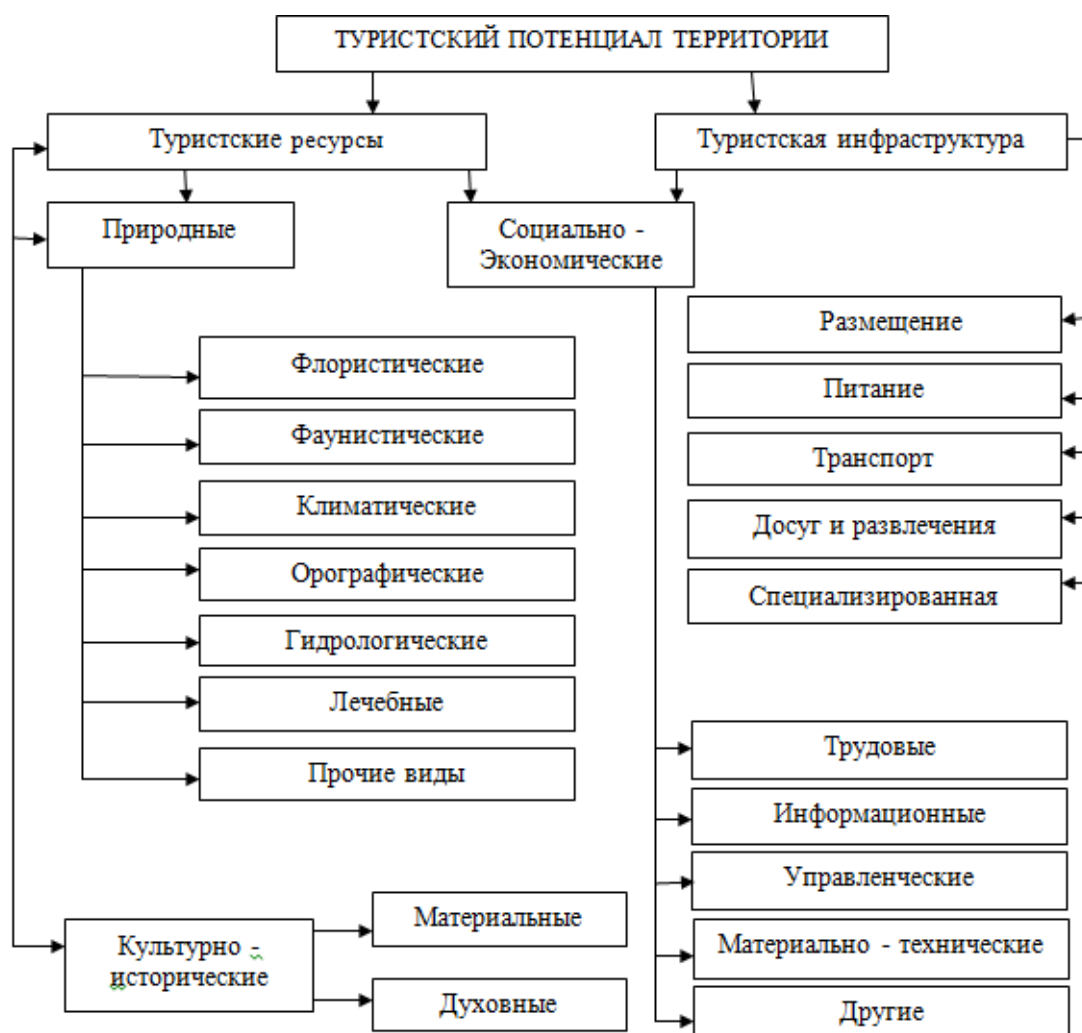 ТУРИСТСКИЙ ПОТЕНЦИАЛ ТЕРРИТОРИИ
Туристские ресурсы
Туристская инфраструктура
Природные
Социально -
Экономические
Размещение
Питание
Транспорт
Досуг и развлечения
Специализированная
Флористические
Фаунистические
Климатические
Орографические
Гидрологические
Лечебные
Прочие виды
Трудовые
Информационные
Управленческие
Материально - технические
Другие
Культурно -
исторические
Материальные
Духовные